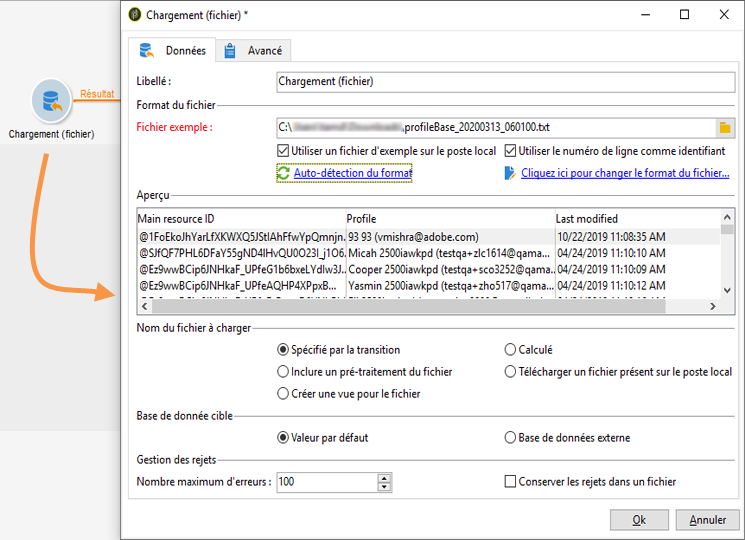 Chargement (fichier) *
Données
Avancé
Résultat
Chargement (fichier)
Libellé :
Chargement (fichier)
Format du fichier
Fichier exemple :
C:\ \profileBase_20200313_060100.txt
Utiliser un fichier d'exemple sur le poste local
Utiliser le numéro de ligne comme identifiant
Auto-détection du format
Cliquez ici pour changer le format du fichier...
Aperçu
Main resource ID Profile Last modified
@1FoEkoJhYarLfXKWXQ5JStIAhFfwYpQmnjn... 93 93 (vmishra@adobe.com) 10/22/2019 11:08:35 AM
@SJfQF7PHL6DFaY55gND4IHvQU0O23I_j1O6... Micah 2500iawkpd (testqa+zlc1614@qama... 04/24/2019 11:10:10 AM
@Ez9wwBCip6JNHkaF_UPfeG1b6bxeLYdIw3J... Cooper 2500iawkpd (testqa+sco3252@qama... 04/24/2019 11:10:09 AM
@Ez9wwBCip6JNHkaF_UPfeAQHP4XPpxB... Yasmin 2500iawkpd (testqa+zho517@qama... 04/24/2019 11:10:12 AM
Nom du fichier à charger
Spécifié par la transition
Calculé
Inclure un pré-traitement du fichier
Télécharger un fichier présent sur le poste local
Créer une vue pour le fichier
Base de donnée cible
Valeur par défaut
Base de données externe
Gestion des rejets
Nombre maximum d'erreurs : 100
Conserver les rejets dans un fichier
Ok
Annuler